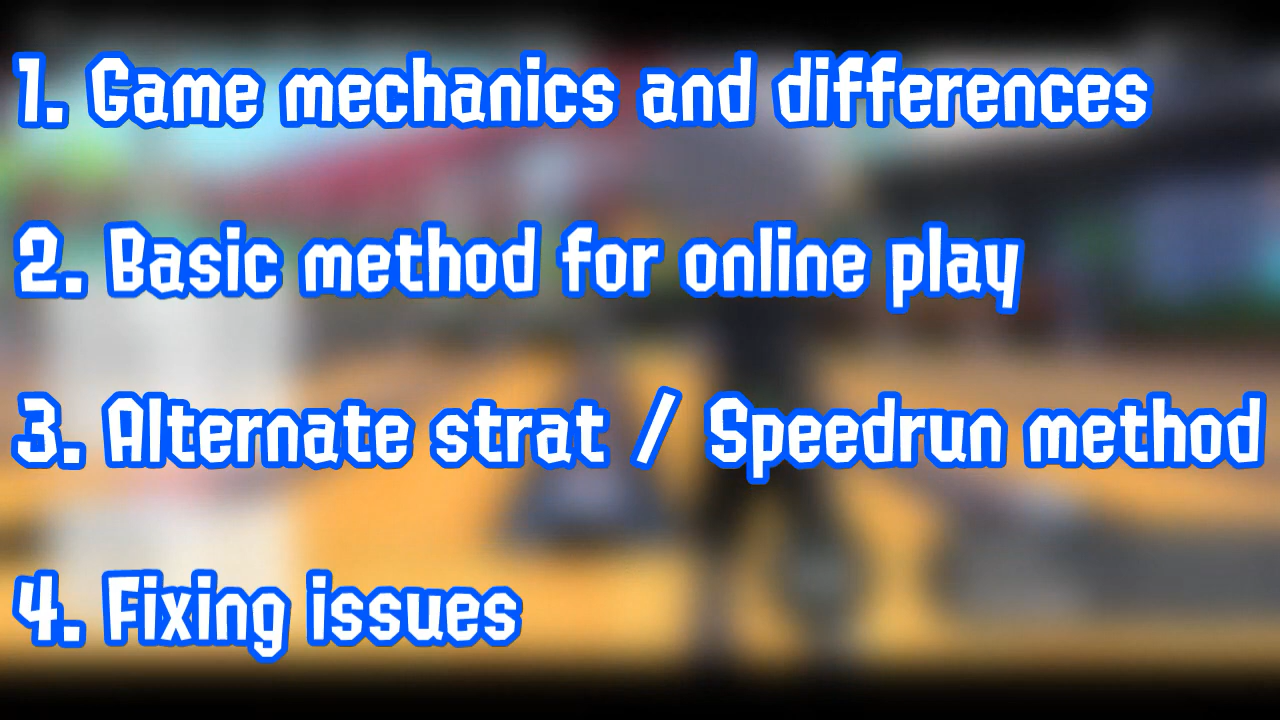 1. Game mechanics and differences
2. Basic method for online play
3. Alternate strat / Speedrun method
4. Fixing issues